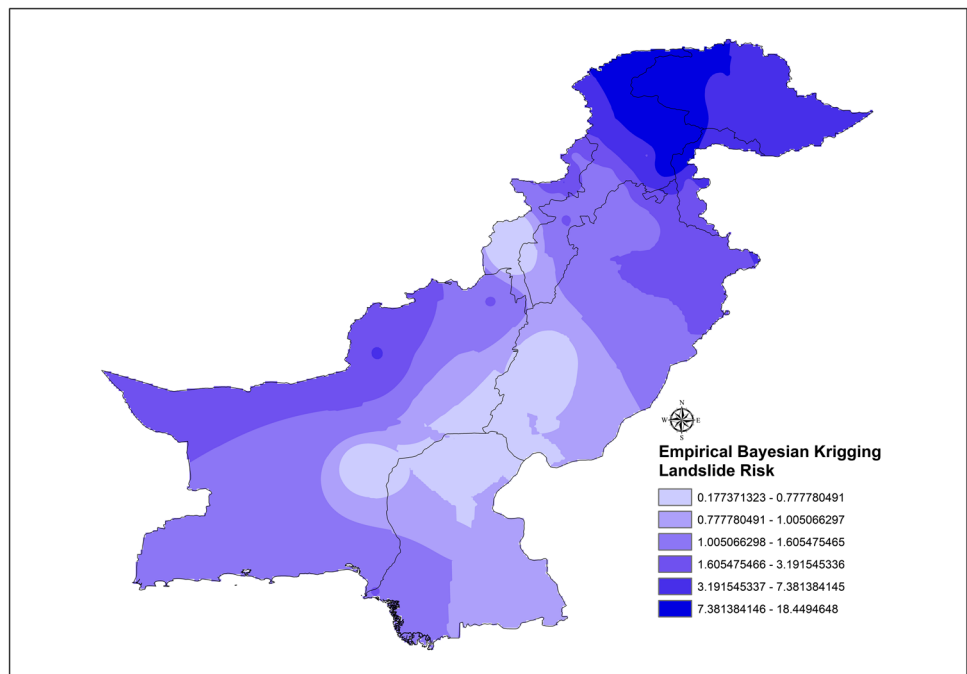 N
W E
S
Empirical Bayesian Krigging
Landslide Risk
0.177371323 - 0.777780491
0.777780491 - 1.005066297
1.005066298 - 1.605475465
1.605475466 - 3.191545336
3.191545337 - 7.381384145
7.381384146 - 18.4494648